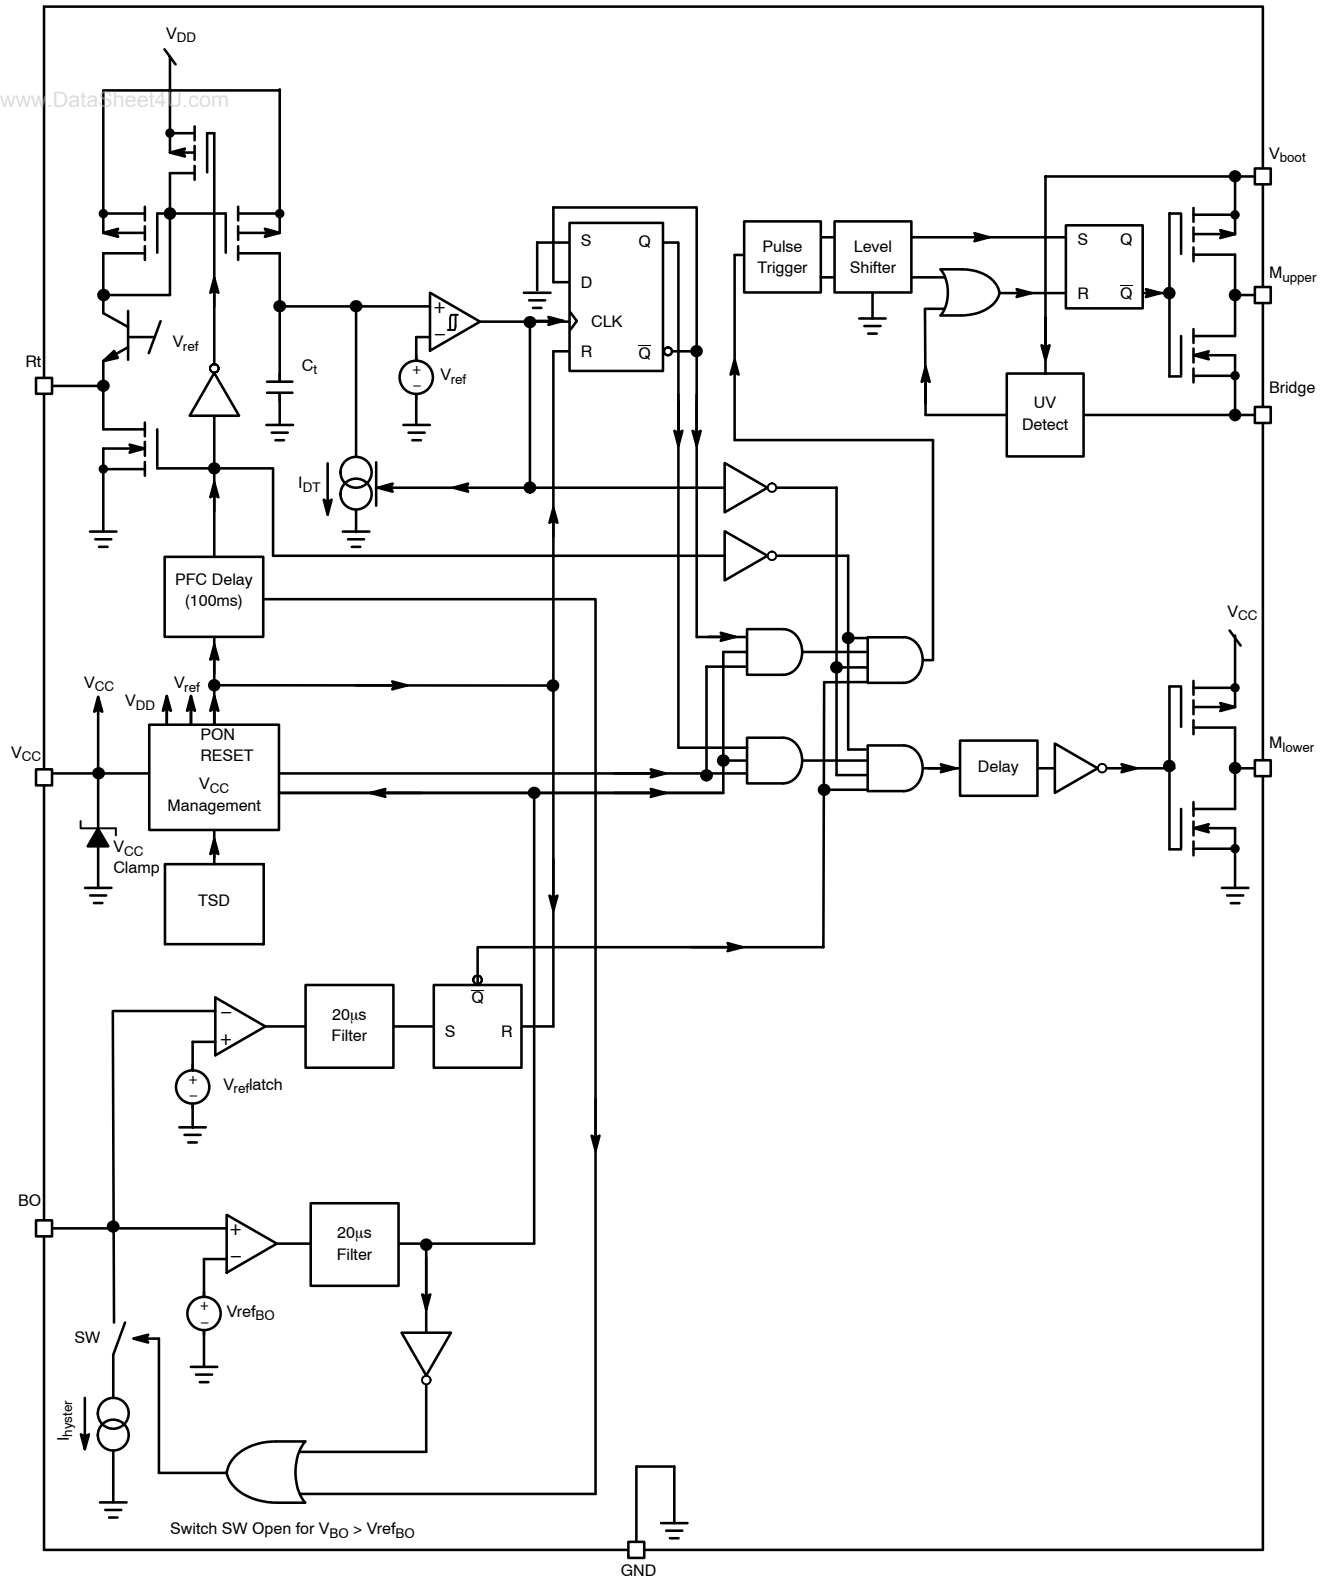 VDD
www.DataSheet4U.com
Vboot
S Q
D
CLK
R Q
Pulse
Trigger
Level
Shifter
S Q
R Q
Mupper
Vref
+
−
Ct
+
−
Vref
Rt
Bridge
UV
Detect
IDT
PFC Delay
(100ms)
VCC
VCC
VDD
Vref
PON
RESET
VCC
Management
VCC
Mlower
Delay
VCC
Clamp
TSD
−
+
20μs
Filter
Q
S R
+
−
Vreflatch
BO
+
−
20μs
Filter
+
−
VrefBO
SW
Ihyster
Switch SW Open for VBO > VrefBO
GND